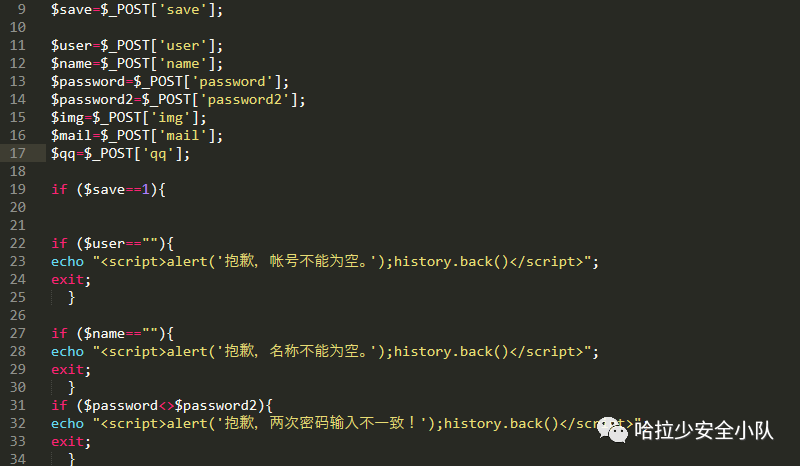 9 $save=$_POST['save'];
10
11 $user=$_POST['user'];
12 $name=$_POST['name'];
13 $password=$_POST['password'];
14 $password2=$_POST['password2'];
15 $img=$_POST['img'];
16 $mail=$_POST['mail'];
17 $qq=$_POST['qq'];
18
19 if ($save==1){
20
21
22 if ($user==""){
23 echo "<script>alert('抱歉，帐号不能为空。');history.back()</script>";
24 exit;
25 }
26
27 if ($name==""){
28 echo "<script>alert('抱歉，名称不能为空。');history.back()</script>";
29 exit;
30 }
31 if ($password<>$password2){
32 echo "<script>alert('抱歉，两次密码输入不一致！');history.back()</script>"
33 exit;
34 }
哈拉少安全小队